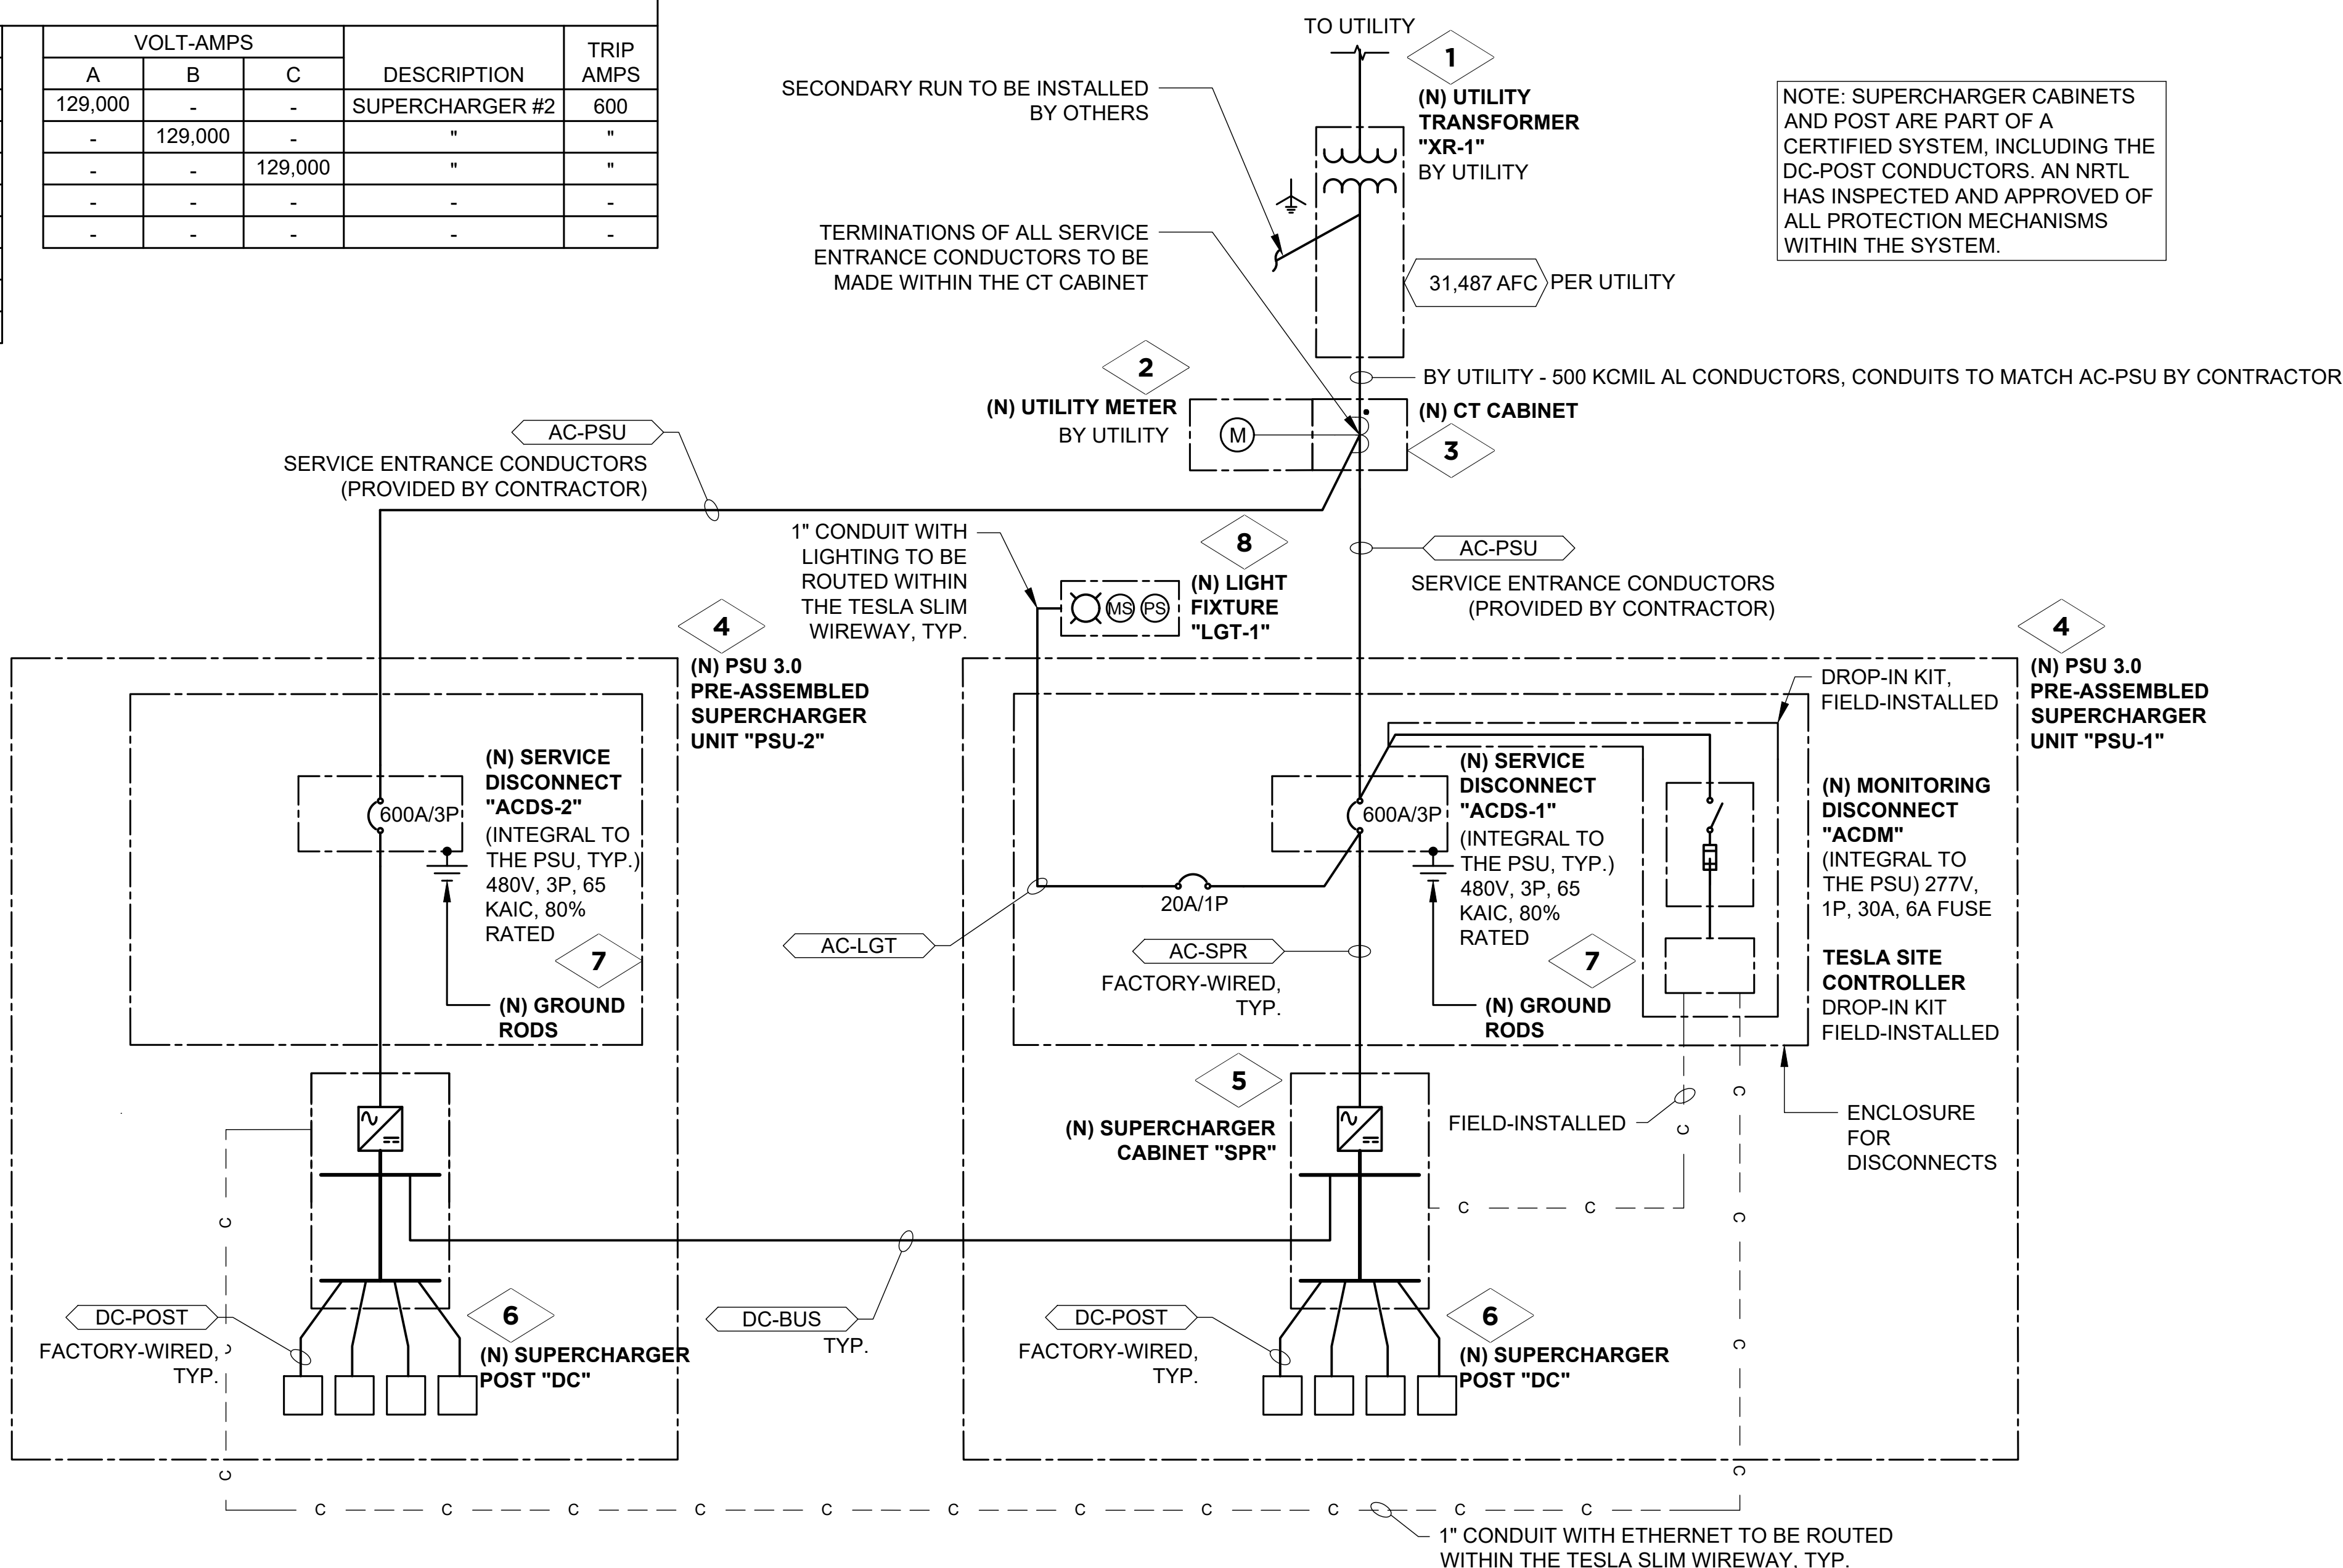 VOLT-AMPS
DESCRIPTION
TRIP
AMPS
A B C
129,000 - - SUPERCHARGER #2 600
- 129,000 - " "
- - 129,000 " "
- - - - -
- - - - -
TO UTILITY
1
SECONDARY RUN TO BE INSTALLED
BY OTHERS
(N) UTILITY
TRANSFORMER
"XR-1"
BY UTILITY
NOTE: SUPERCHARGER CABINETS
AND POST ARE PART OF A
CERTIFIED SYSTEM, INCLUDING THE
DC-POST CONDUCTORS. AN NRTL
HAS INSPECTED AND APPROVED OF
ALL PROTECTION MECHANISMS
WITHIN THE SYSTEM.
TERMINATIONS OF ALL SERVICE
ENTRANCE CONDUCTORS TO BE
MADE WITHIN THE CT CABINET
31,487 AFC PER UTILITY
2
BY UTILITY - 500 KCMIL AL CONDUCTORS, CONDUITS TO MATCH AC-PSU BY CONTRACTOR
(N) UTILITY METER
BY UTILITY
M
(N) CT CABINET
3
AC-PSU
SERVICE ENTRANCE CONDUCTORS
(PROVIDED BY CONTRACTOR)
1" CONDUIT WITH
LIGHTING TO BE
ROUTED WITHIN
THE TESLA SLIM
WIREWAY, TYP.
8
(N) LIGHT
FIXTURE
"LGT-1"
MS PS
AC-PSU
SERVICE ENTRANCE CONDUCTORS
(PROVIDED BY CONTRACTOR)
4
(N) PSU 3.0
PRE-ASSEMBLED
SUPERCHARGER
UNIT "PSU-2"
4
(N) PSU 3.0
PRE-ASSEMBLED
SUPERCHARGER
UNIT "PSU-1"
DROP-IN KIT,
FIELD-INSTALLED
600A/3P
(N) SERVICE
DISCONNECT
"ACDS-2"
(INTEGRAL TO
THE PSU, TYP.)
480V, 3P, 65
KAIC, 80%
RATED
7
(N) GROUND
RODS
600A/3P
(N) SERVICE
DISCONNECT
"ACDS-1"
(INTEGRAL TO
THE PSU, TYP.)
480V, 3P, 65
KAIC, 80%
RATED
7
(N) GROUND
RODS
(N) MONITORING
DISCONNECT
"ACDM"
(INTEGRAL TO
THE PSU) 277V,
1P, 30A, 6A FUSE
TESLA SITE
CONTROLLER
DROP-IN KIT
FIELD-INSTALLED
20A/1P
AC-LGT
AC-SPR
FACTORY-WIRED,
TYP.
5
(N) SUPERCHARGER
CABINET "SPR"
FIELD-INSTALLED
ENCLOSURE
FOR
DISCONNECTS
C C
C C C C
C C
DC-POST
FACTORY-WIRED,
TYP.
C
6
(N) SUPERCHARGER
POST "DC"
DC-BUS
TYP.
DC-POST
FACTORY-WIRED,
TYP.
6
(N) SUPERCHARGER
POST "DC"
C
C C
C C C C C C C C C C C
1" CONDUIT WITH ETHERNET TO BE ROUTED
WITHIN THE TESLA SLIM WIREWAY, TYP.